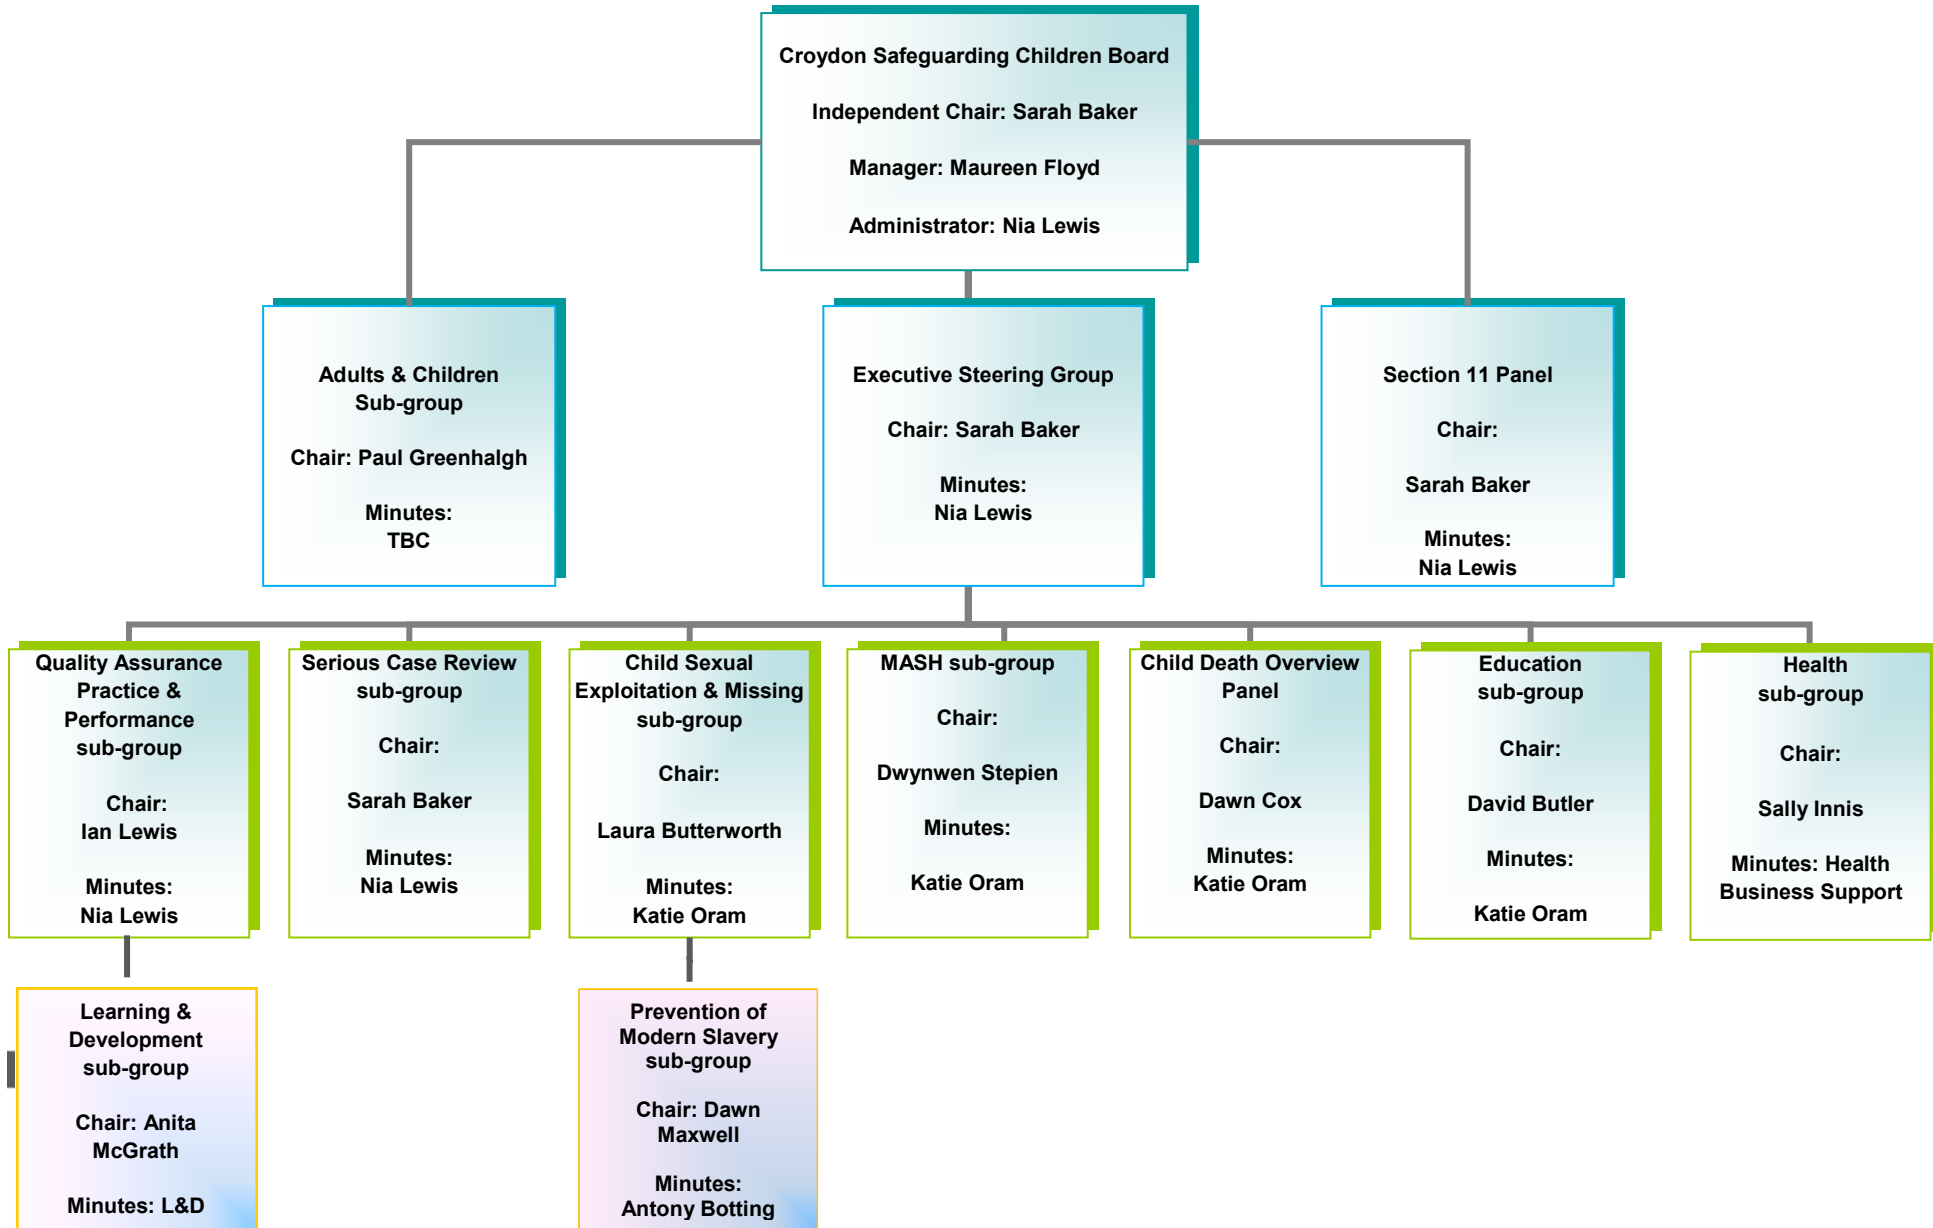 Croydon Safeguarding Children Board
Independent Chair: Sarah Baker
Manager: Maureen Floyd
Administrator: Nia Lewis
Adults & Children
Sub-group
Chair: Paul Greenhalgh
Minutes:
TBC
Executive Steering Group
Chair: Sarah Baker
Minutes:
Nia Lewis
Section 11 Panel
Chair:
Sarah Baker
Minutes:
Nia Lewis
Quality Assurance
Practice &
Performance
sub-group
Chair:
Ian Lewis
Minutes:
Nia Lewis
Serious Case Review
sub-group
Chair:
Sarah Baker
Minutes:
Nia Lewis
Child Sexual
Exploitation & Missing
sub-group
Chair:
Laura Butterworth
Minutes:
Katie Oram
MASH sub-group
Chair:
Dwynwen Stepien
Minutes:
Katie Oram
Child Death Overview
Panel
Chair:
Dawn Cox
Minutes:
Katie Oram
Education
sub-group
Chair:
David Butler
Minutes:
Katie Oram
Health
sub-group
Chair:
Sally Innis
Minutes: Health
Business Support
Learning &
Development
sub-group
Chair: Anita
McGrath
Minutes: L&D
Prevention of
Modern Slavery
sub-group
Chair: Dawn
Maxwell
Minutes:
Antony Botting